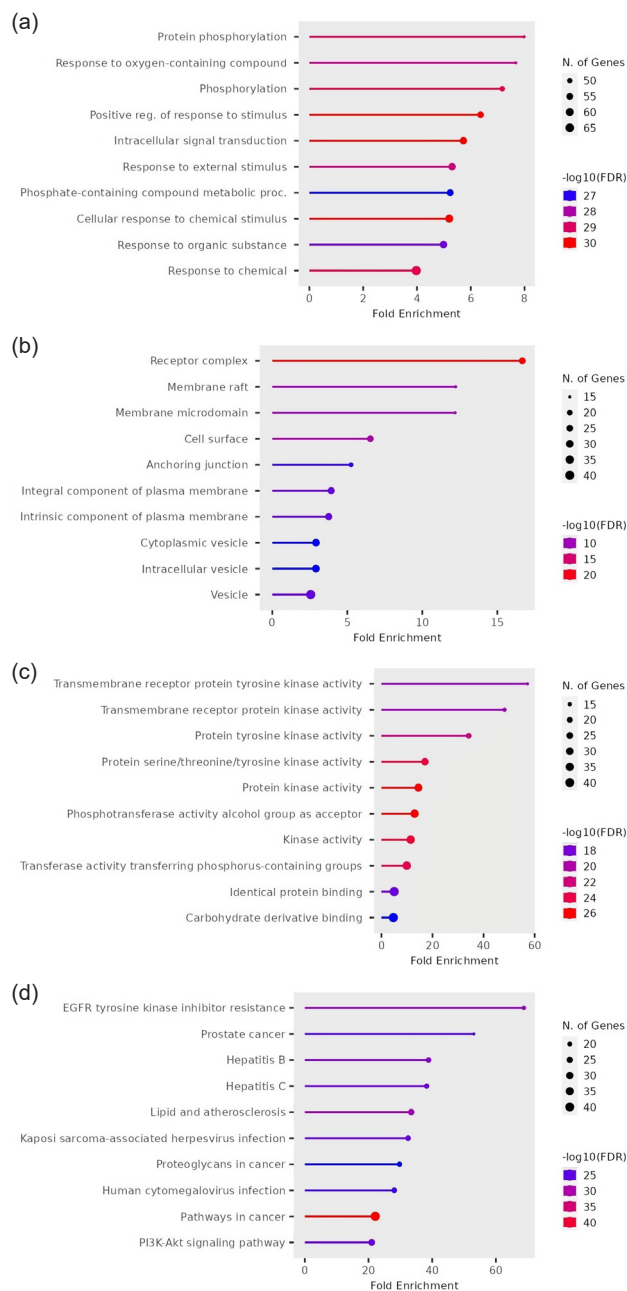 (a)
Protein phosphorylation
Response to oxygen-containing compound
Phosphorylation
Positive reg. of response to stimulus
Intracellular signal transduction
Response to external stimulus
Phosphate-containing compound metabolic proc.
Cellular response to chemical stimulus
Response to organic substance
Response to chemical
0 2 4 6 8
Fold Enrichment
N. of Genes
50
55
60
65
-log10(FDR)
27
28
29
30
(b)
Receptor complex
Membrane raft
Membrane microdomain
Cell surface
Anchoring junction
Integral component of plasma membrane
Intrinsic component of plasma membrane
Cytoplasmic vesicle
Intracellular vesicle
Vesicle
0 5 10 15
Fold Enrichment
N. of Genes
15
20
25
30
35
40
-log10(FDR)
10
15
20
(c)
Transmembrane receptor protein tyrosine kinase activity
Transmembrane receptor protein kinase activity
Protein tyrosine kinase activity
Protein serine/threonine/tyrosine kinase activity
Protein kinase activity
Phosphotransferase activity alcohol group as acceptor
Kinase activity
Transferase activity transferring phosphorus-containing groups
Identical protein binding
Carbohydrate derivative binding
0 20 40 60
Fold Enrichment
N. of Genes
15
20
25
30
35
40
-log10(FDR)
18
20
22
24
26
(d)
EGFR tyrosine kinase inhibitor resistance
Prostate cancer
Hepatitis B
Hepatitis C
Lipid and atherosclerosis
Kaposi sarcoma-associated herpesvirus infection
Proteoglycans in cancer
Human cytomegalovirus infection
Pathways in cancer
PI3K-Akt signaling pathway
0 20 40 60
Fold Enrichment
N. of Genes
20
25
30
35
40
-log10(FDR)
25
30
35
40